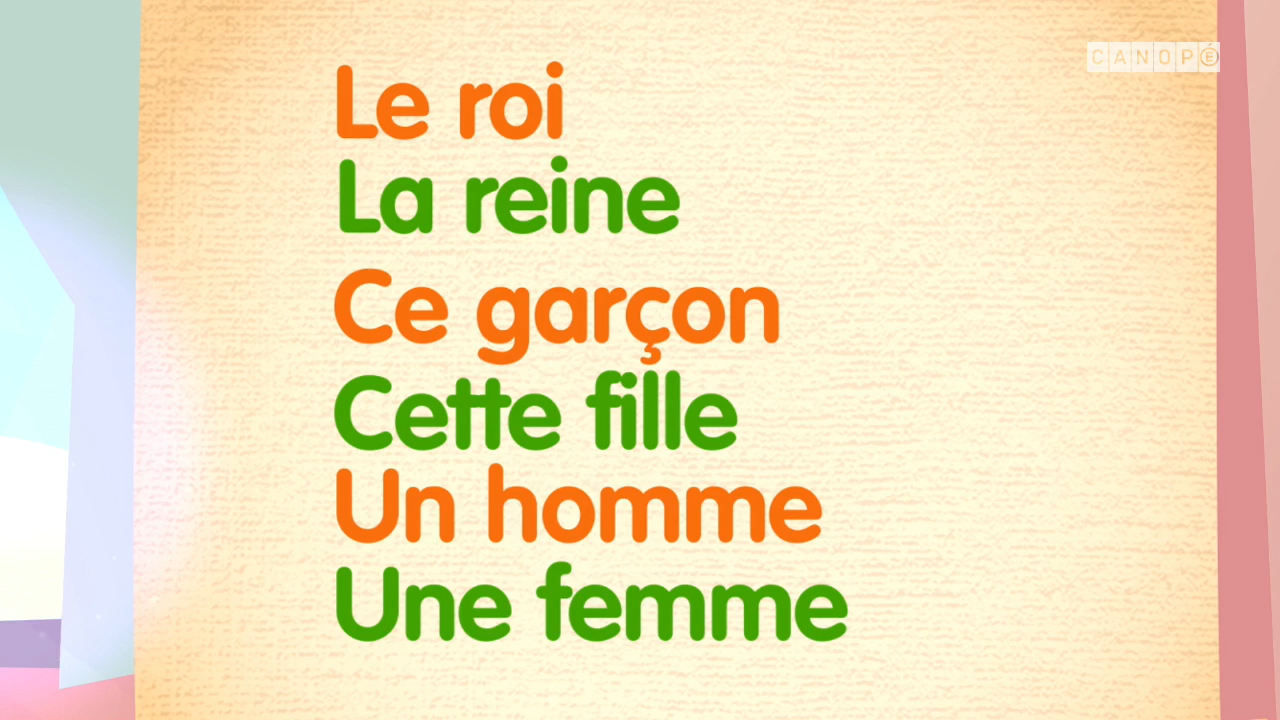 CANOPÉ
Le roi
La reine
Ce garçon
Cette fille
Un homme
Une femme